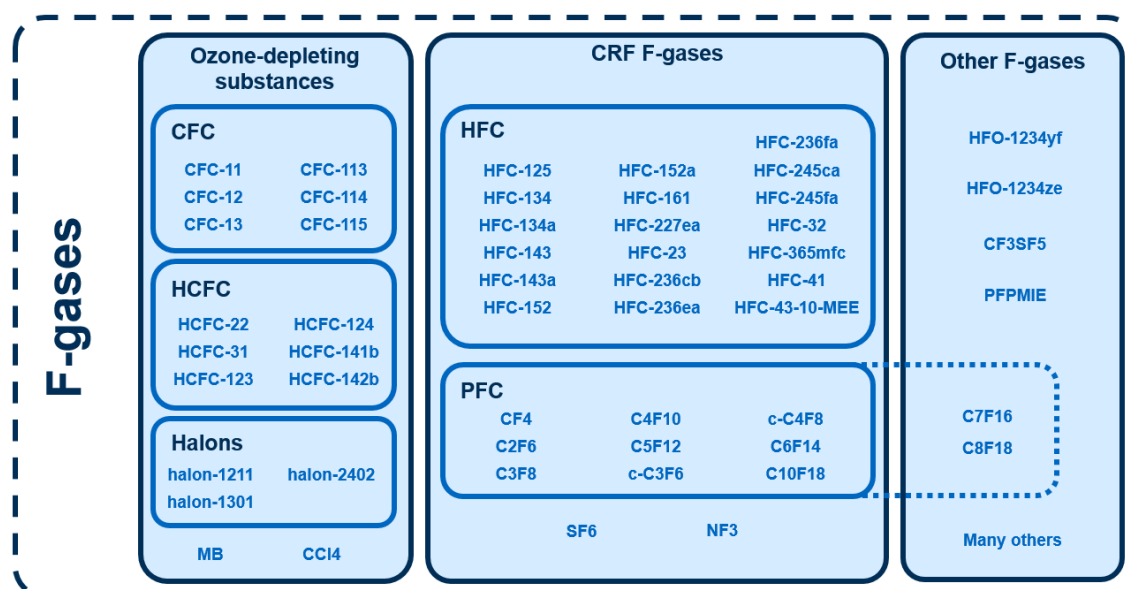 F-gases
Ozone-depleting
substances
CFC
CFC-11 CFC-113
CFC-12 CFC-114
CFC-13 CFC-115
HCFC
HCFC-22 HCFC-124
HCFC-31 HCFC-141b
HCFC-123 HCFC-142b
Halons
halon-1211 halon-2402
halon-1301
MB CCl4
CRF F-gases
HFC
HFC-236fa
HFC-125 HFC-152a HFC-245ca
HFC-134 HFC-161 HFC-245fa
HFC-134a HFC-227ea HFC-32
HFC-143 HFC-23 HFC-365mfc
HFC-143a HFC-236cb HFC-41
HFC-152 HFC-236ea HFC-43-10-MEE
PFC
CF4 C4F10 c-C4F8
C2F6 C5F12 C6F14
C3F8 c-C3F6 C10F18
SF6 NF3
Other F-gases
HFO-1234yf
HFO-1234ze
CF3SF5
PFPMIE
C7F16
C8F18
Many others